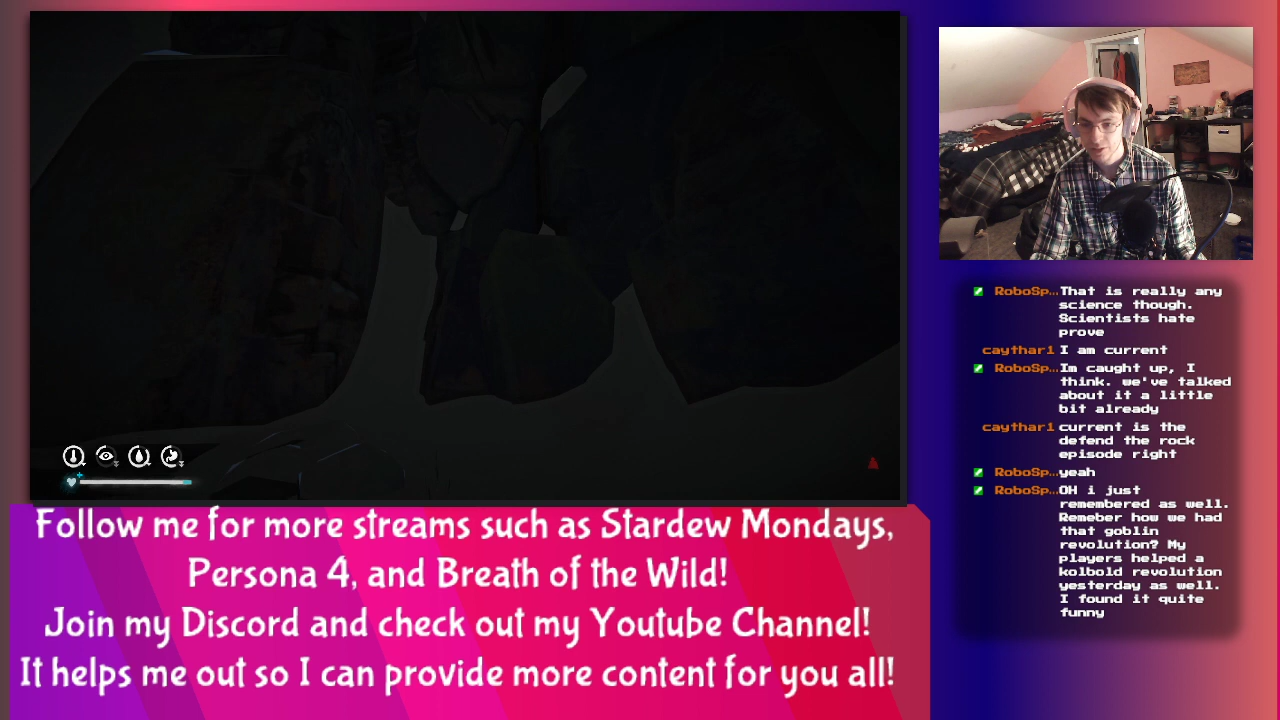 Follow me for more streams such as Stardew Mondays,
Persona 4, and Breath of the Wild!
Join my Discord and check out my Youtube Channel!
It helps me out so I can provide more content for you all!
RoboSp… That is really any
science though.
Scientists hate
prove
caythar1 I am current
RoboSp… Im caught up, I
think. we've talked
about it a little
bit already
caythar1 current is the
defend the rock
episode right
RoboSp… yeah
RoboSp… OH i just
remembered as well.
Remeber how we had
that goblin
revolution? My
players helped a
kolbold revolution
yesterday as well.
I found it quite
funny